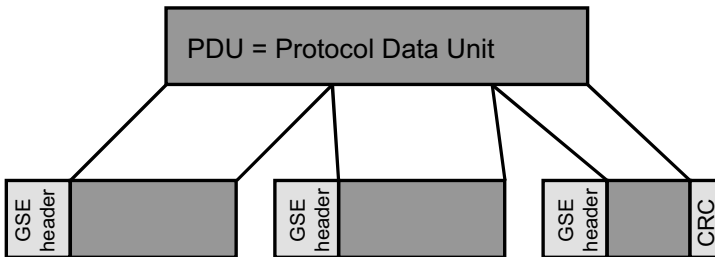 PDU = Protocol Data Unit
GSE
header
GSE
header
GSE
header
CRC